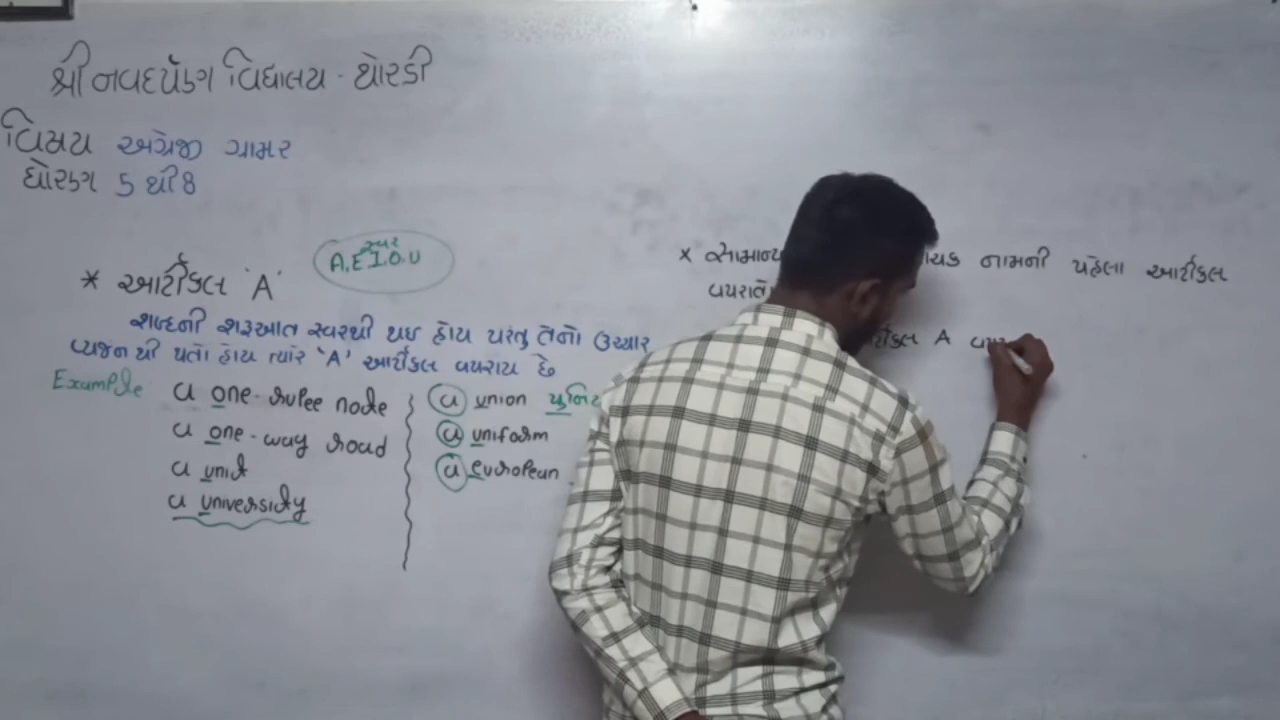 શ્રી નવદર્પણ વિદ્યાલય - થોરડી
વિષય અંગ્રેજી ગ્રામર
ધોરણ 5 થી 8
સ્વર
A.E.I.O.U
* આર્ટીકલ 'A'
શબ્દની શરૂઆત સ્વરથી થઇ હોય પરંતુ તેનો ઉચ્ચાર
વ્યંજન થી થતો હોય ત્યારે 'A' આર્ટીકલ વપરાય છે
Example
a one-rupee note
a one-way road
a unit
a university
a union
a uniform
a european
x સામાન્ય નામની પહેલા આર્ટીકલ
આર્ટીકલ A